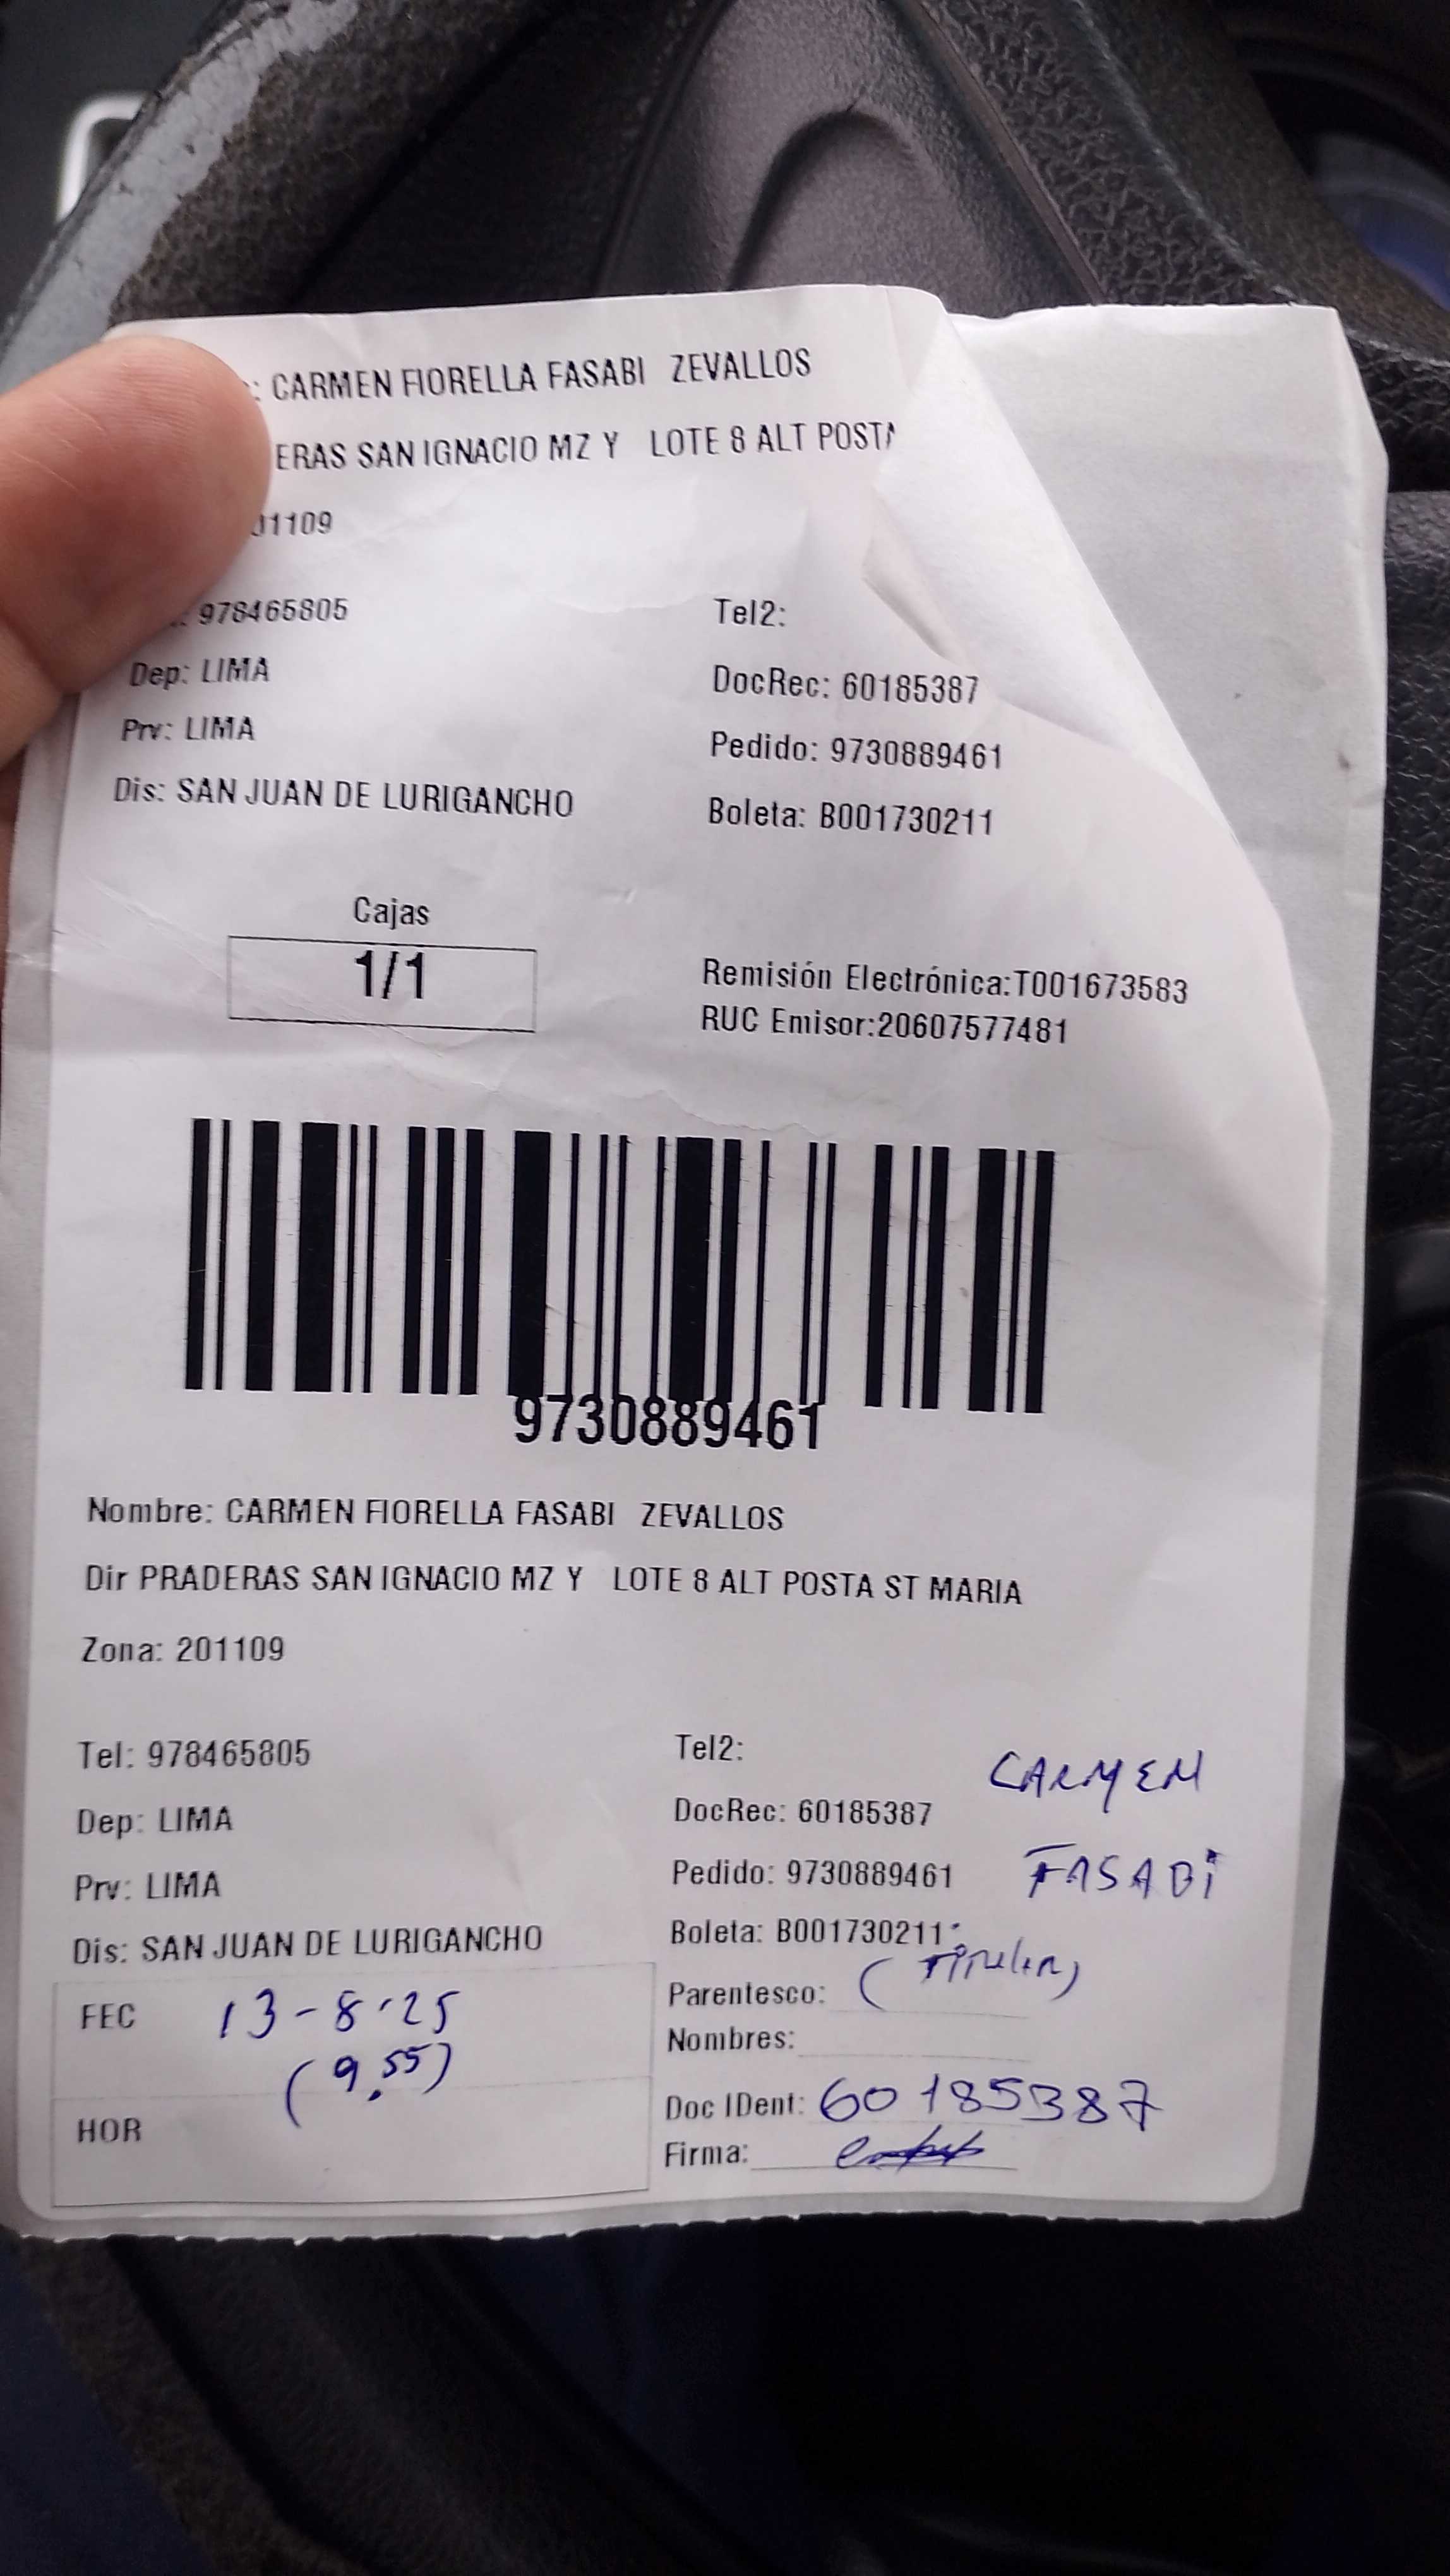 : CARMEN FIORELLA FASABI ZEVALLOS
ERAS SAN IGNACIO MZ Y LOTE 8 ALT POSTA
01109
978465805
Tel2:
Dep: LIMA
DocRec: 60185387
Prv: LIMA
Pedido: 9730889461
Dis: SAN JUAN DE LURIGANCHO
Boleta: B001730211
Cajas
1/1
Remisión Electrónica:T001673583
RUC Emisor:20607577481
9730889461
Nombre: CARMEN FIORELLA FASABI ZEVALLOS
Dir PRADERAS SAN IGNACIO MZ Y LOTE 8 ALT POSTA ST MARIA
Zona: 201109
Tel: 978465805
Tel2:
CARMEN
Dep: LIMA
DocRec: 60185387
Prv: LIMA
Pedido: 9730889461
FASABi
Dis: SAN JUAN DE LURIGANCHO
Boleta: B001730211
FEC 13-8-25
(9.55)
HOR
Parentesco: (Titular)
Nombres:
Doc IDent: 60185387
Firma: